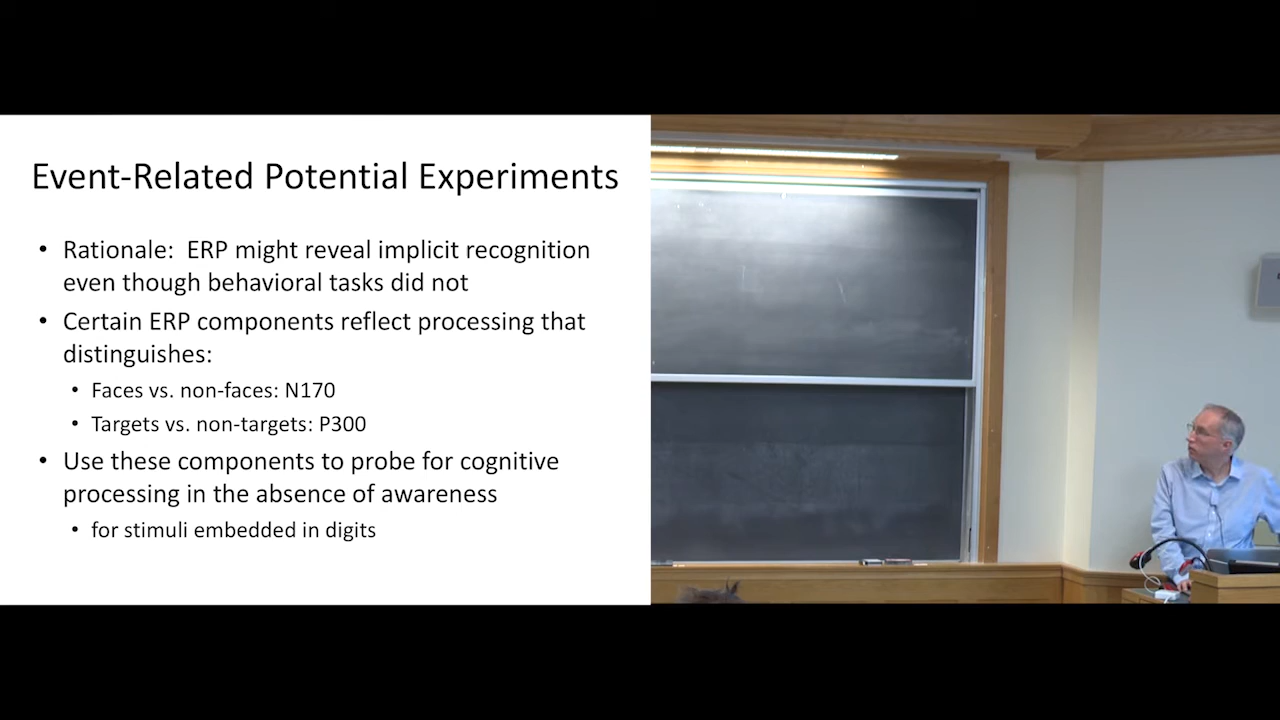 Event-Related Potential Experiments
• Rationale: ERP might reveal implicit recognition
even though behavioral tasks did not
• Certain ERP components reflect processing that
distinguishes:
• Faces vs. non-faces: N170
• Targets vs. non-targets: P300
• Use these components to probe for cognitive
processing in the absence of awareness
• for stimuli embedded in digits